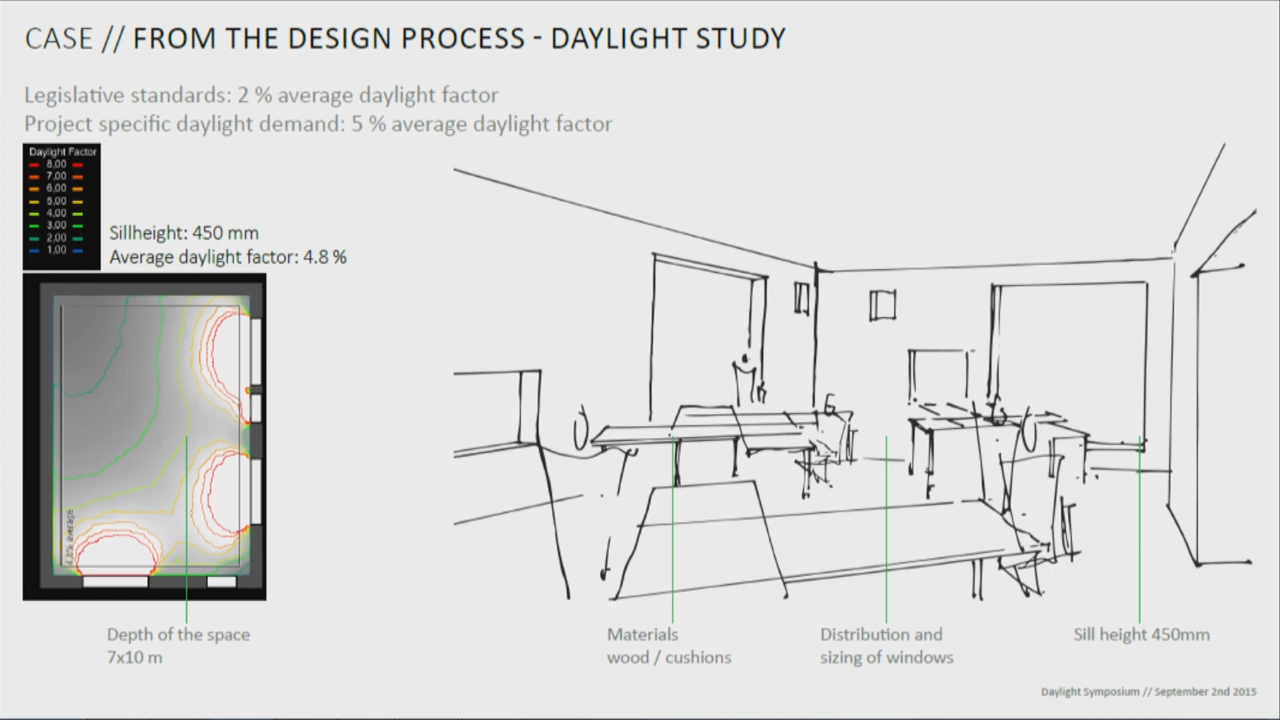 CASE // FROM THE DESIGN PROCESS - DAYLIGHT STUDY
Legislative standards: 2 % average daylight factor
Project specific daylight demand: 5 % average daylight factor
Daylight Factor
8,00
7,00
6,00
5,00
4,00
3,00
2,00
1,00
Sillheight: 450 mm
Average daylight factor: 4.8 %
4.8% average
Depth of the space
7x10 m
Materials
wood / cushions
Distribution and
sizing of windows
Sill height 450mm
Daylight Symposium // September 2nd 2015